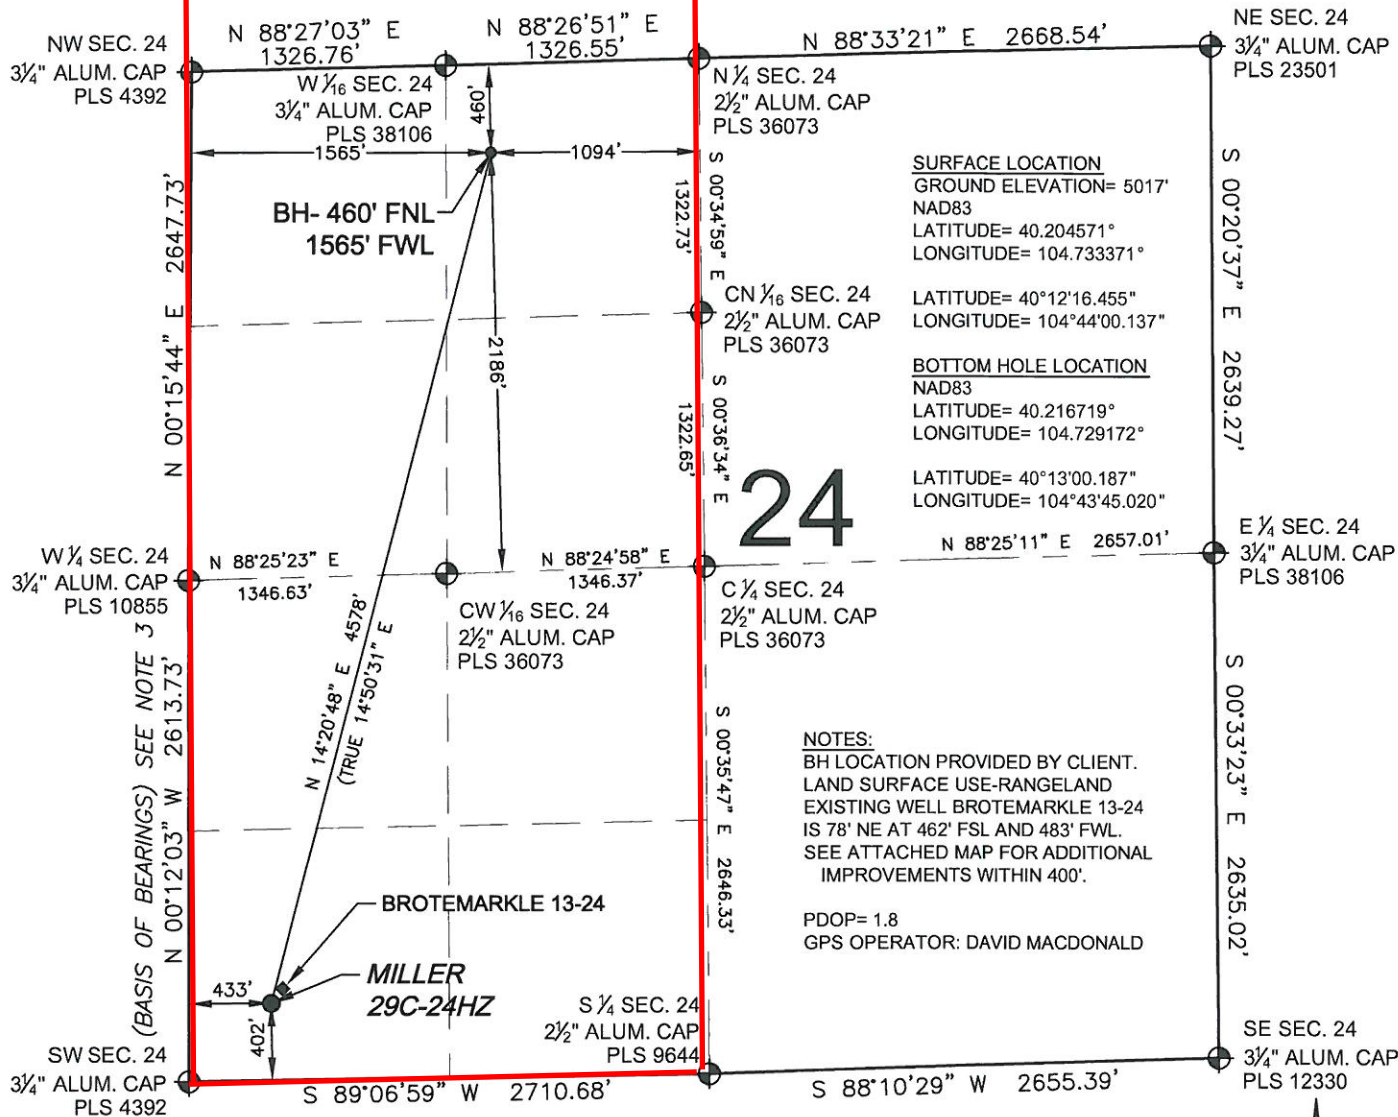 N 88°27'03" E
1326.76'
N 88°26'51" E
1326.55'
N 88°33'21" E 2668.54'
NW SEC. 24
3¼" ALUM. CAP
PLS 4392
W 1/16 SEC. 24
3¼" ALUM. CAP
PLS 38106
N ¼ SEC. 24
2½" ALUM. CAP
PLS 36073
NE SEC. 24
3¼" ALUM. CAP
PLS 23501
460'
1565'
1094'
BH- 460' FNL
1565' FWL
N 00°15'44" E 2647.73'
S 00°34'59" E
1322.73'
SURFACE LOCATION
GROUND ELEVATION= 5017'
NAD83
LATITUDE= 40.204571°
LONGITUDE= 104.733371°
LATITUDE= 40°12'16.455"
LONGITUDE= 104°44'00.137"
BOTTOM HOLE LOCATION
NAD83
LATITUDE= 40.216719°
LONGITUDE= 104.729172°
LATITUDE= 40°13'00.187"
LONGITUDE= 104°43'45.020"
S 00°20'37" E 2639.27'
CN 1/16 SEC. 24
2½" ALUM. CAP
PLS 36073
2186'
S 00°36'34" E
1322.65'
24
W ¼ SEC. 24
3¼" ALUM. CAP
PLS 10855
N 88°25'23" E
1346.63'
N 88°24'58" E
1346.37'
N 88°25'11" E 2657.01'
E ¼ SEC. 24
3¼" ALUM. CAP
PLS 38106
CW 1/16 SEC. 24
2½" ALUM. CAP
PLS 36073
C ¼ SEC. 24
2½" ALUM. CAP
PLS 36073
N 14°20'48" E 4578'
(TRUE 14°50'31" E
(BASIS OF BEARINGS) SEE NOTE 3
N 00°12'03" W 2613.73'
S 00°35'47" E 2646.33'
S 00°33'23" E 2635.02'
NOTES:
BH LOCATION PROVIDED BY CLIENT.
LAND SURFACE USE-RANGELAND
EXISTING WELL BROTEMARKLE 13-24
IS 78' NE AT 462' FSL AND 483' FWL.
SEE ATTACHED MAP FOR ADDITIONAL
IMPROVEMENTS WITHIN 400'.
PDOP= 1.8
GPS OPERATOR: DAVID MACDONALD
BROTEMARKLE 13-24
MILLER
29C-24HZ
433'
402'
SW SEC. 24
3¼" ALUM. CAP
PLS 4392
S ¼ SEC. 24
2½" ALUM. CAP
PLS 9644
SE SEC. 24
3¼" ALUM. CAP
PLS 12330
S 89°06'59" W 2710.68'
S 88°10'29" W 2655.39'